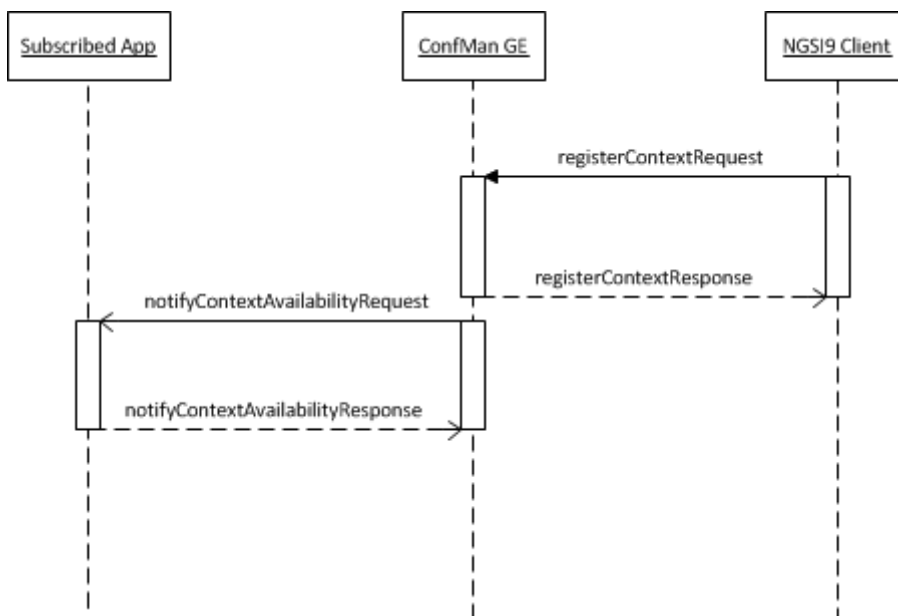 Subscribed App
ConfMan GE
NGSI9 Client
registerContextRequest
registerContextResponse
notifyContextAvailabilityRequest
notifyContextAvailabilityResponse